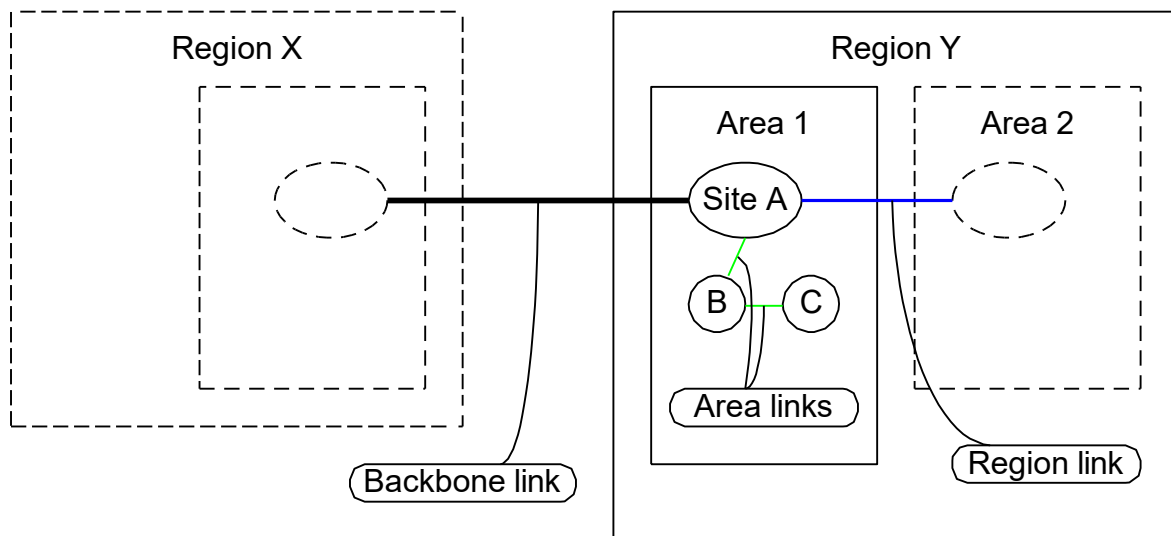 Region X
Region Y
Area 1
Area 2
Site A
B
C
Area links
Backbone link
Region link